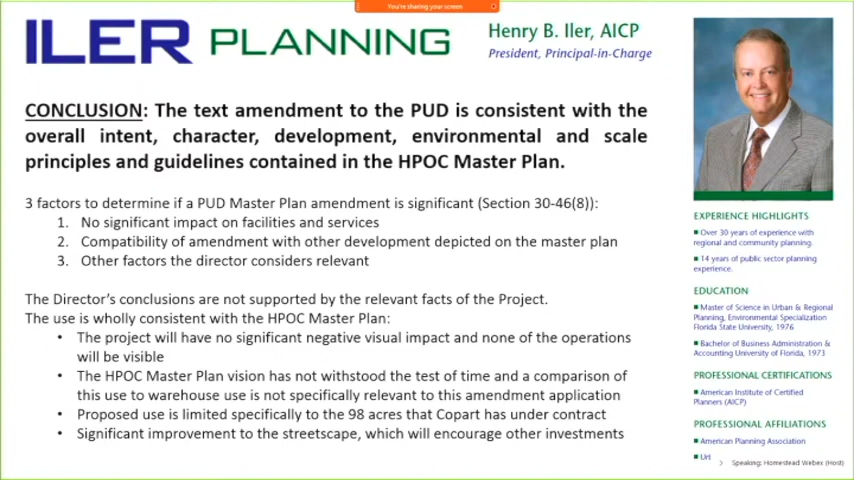 You're sharing your screen
ILER PLANNING
Henry B. Iler, AICP
President, Principal-in-Charge
CONCLUSION: The text amendment to the PUD is consistent with the
overall intent, character, development, environmental and scale
principles and guidelines contained in the HPOC Master Plan.
3 factors to determine if a PUD Master Plan amendment is significant (Section 30-46(8)):
1. No significant impact on facilities and services
2. Compatibility of amendment with other development depicted on the master plan
3. Other factors the director considers relevant
The Director's conclusions are not supported by the relevant facts of the Project.
The use is wholly consistent with the HPOC Master Plan:
• The project will have no significant negative visual impact and none of the operations
will be visible
• The HPOC Master Plan vision has not withstood the test of time and a comparison of
this use to warehouse use is not specifically relevant to this amendment application
• Proposed use is limited specifically to the 98 acres that Copart has under contract
• Significant improvement to the streetscape, which will encourage other investments
EXPERIENCE HIGHLIGHTS
■ Over 30 years of experience with
regional and community planning.
■ 14 years of public sector planning
experience.
EDUCATION
■ Master of Science in Urban & Regional
Planning, Environmental Specialization
Florida State University, 1976
■ Bachelor of Business Administration &
Accounting University of Florida, 1973
PROFESSIONAL CERTIFICATIONS
■ American Institute of Certified
Planners (AICP)
PROFESSIONAL AFFILIATIONS
■ American Planning Association
Speaking: Homestead Webex (Host)